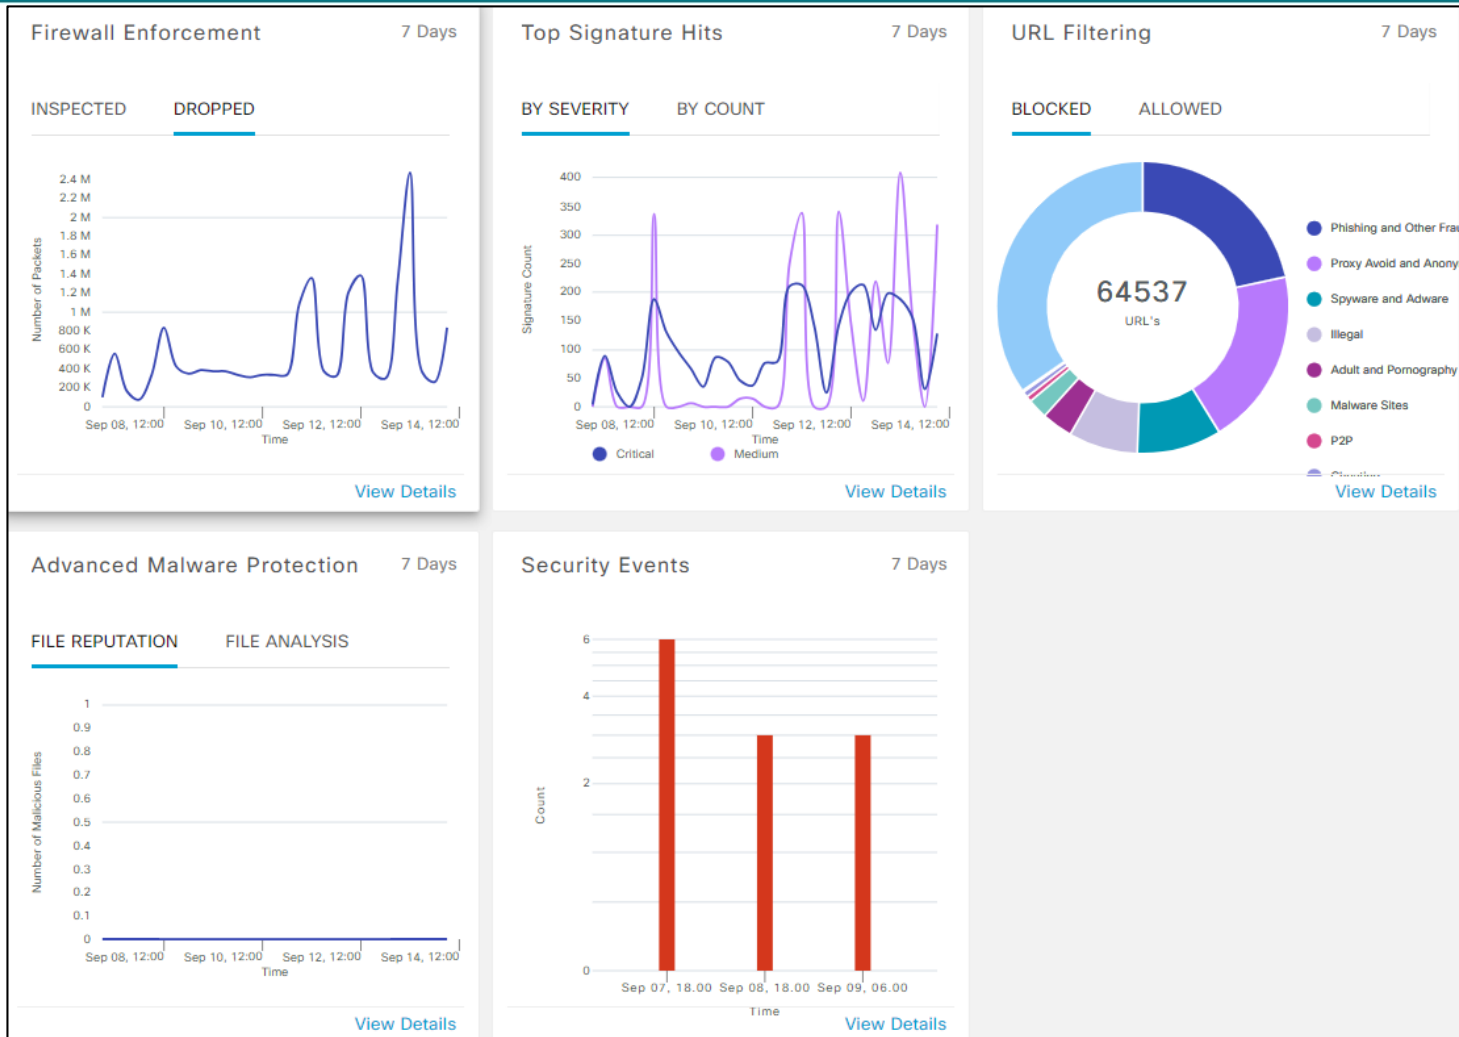 Firewall Enforcement 7 Days
INSPECTED DROPPED
2.4 M
2.2 M
2 M
1.8 M
1.6 M
1.4 M
1.2 M
1 M
800 K
600 K
400 K
200 K
0
Number of Packets
Sep 08, 12:00 Sep 10, 12:00 Sep 12, 12:00 Sep 14, 12:00
Time
View Details
Top Signature Hits 7 Days
BY SEVERITY BY COUNT
400
350
300
250
200
150
100
50
0
Signature Count
Sep 08, 12:00 Sep 10, 12:00 Sep 12, 12:00 Sep 14, 12:00
Time
Critical Medium
View Details
URL Filtering 7 Days
BLOCKED ALLOWED
64537
URL's
Phishing and Other Frau
Proxy Avoid and Anony
Spyware and Adware
Illegal
Adult and Pornography
Malware Sites
P2P
View Details
Advanced Malware Protection 7 Days
FILE REPUTATION FILE ANALYSIS
1
0.9
0.8
0.7
0.6
0.5
0.4
0.3
0.2
0.1
0
Number of Malicious Files
Sep 08, 12:00 Sep 10, 12:00 Sep 12, 12:00 Sep 14, 12:00
Time
View Details
Security Events 7 Days
6
4
2
0
Count
Sep 07, 18.00 Sep 08, 18.00 Sep 09, 06.00
Time
View Details